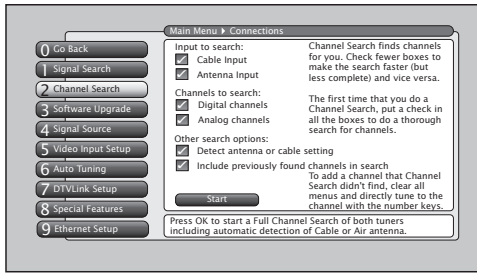 Main Menu ▸ Connections
0 Go Back
1 Signal Search
2 Channel Search
3 Software Upgrade
4 Signal Source
5 Video Input Setup
6 Auto Tuning
7 DTVLink Setup
8 Special Features
9 Ethernet Setup
Input to search:
Cable Input
Antenna Input
Channels to search:
Digital channels
Analog channels
Other search options:
Detect antenna or cable setting
Include previously found channels in search
Start
Channel Search finds channels
for you. Check fewer boxes to
make the search faster (but
less complete) and vice versa.
The first time that you do a
Channel Search, put a check in
all the boxes to do a thorough
search for channels.
To add a channel that Channel
Search didn't find, clear all
menus and directly tune to the
channel with the number keys.
Press OK to start a Full Channel Search of both tuners
including automatic detection of Cable or Air antenna.